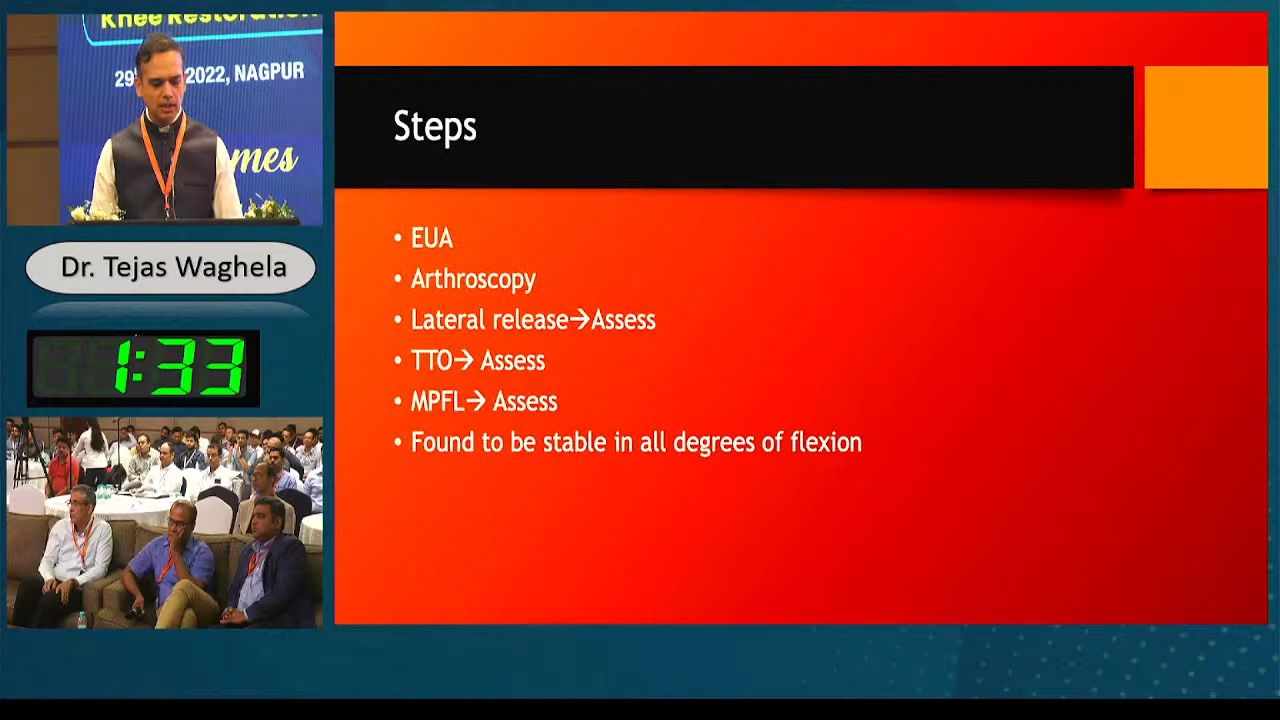 Knee Restoration
2022, NAGPUR
mes
Dr. Tejas Waghela
1:33
Steps
• EUA
• Arthroscopy
• Lateral release→Assess
• TTO→ Assess
• MPFL→ Assess
• Found to be stable in all degrees of flexion